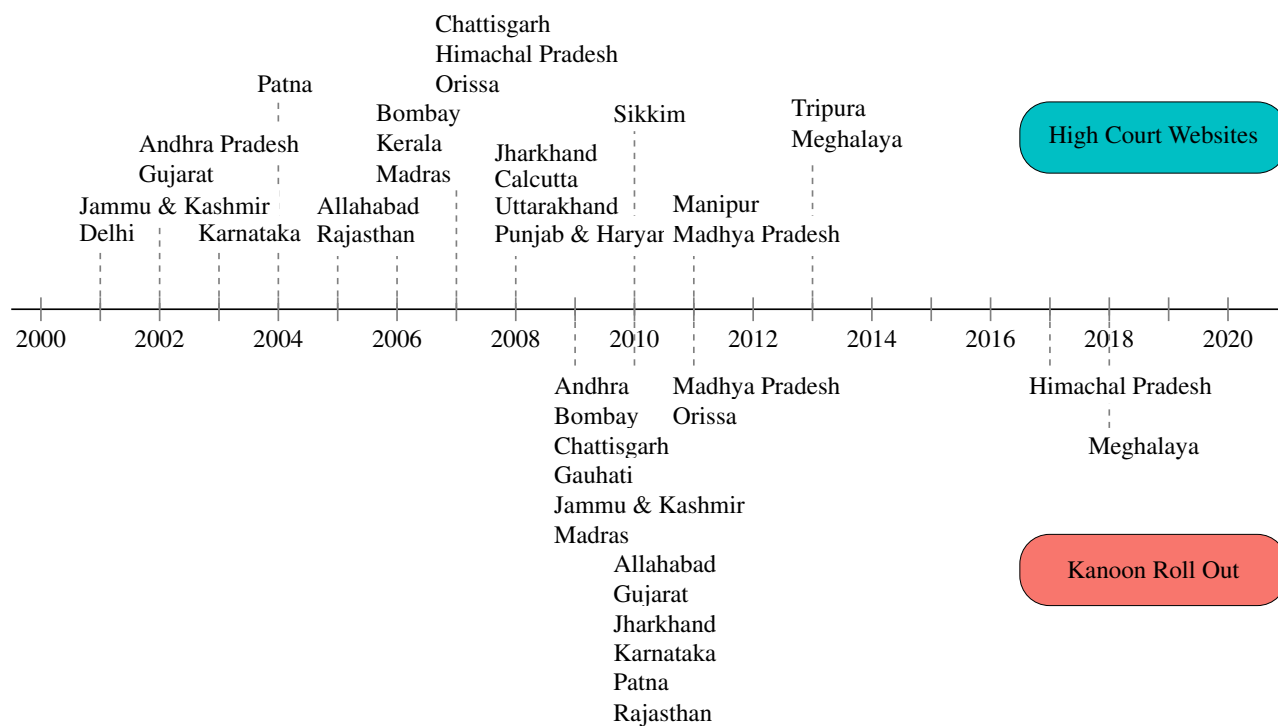 Chattisgarh
Himachal Pradesh
Orissa
Patna
Bombay
Kerala
Madras
Sikkim
Tripura
Meghalaya
High Court Websites
Andhra Pradesh
Gujarat
Jharkhand
Calcutta
Uttarakhand
Punjab & Haryar
Jammu & Kashmir
Delhi
Karnataka
Allahabad
Rajasthan
Manipur
Madhya Pradesh
2000 2002 2004 2006 2008 2010 2012 2014 2016 2018 2020
Andhra
Bombay
Chattisgarh
Gauhati
Jammu & Kashmir
Madras
Madhya Pradesh
Orissa
Himachal Pradesh
Meghalaya
Allahabad
Gujarat
Jharkhand
Karnataka
Patna
Rajasthan
Kanoon Roll Out